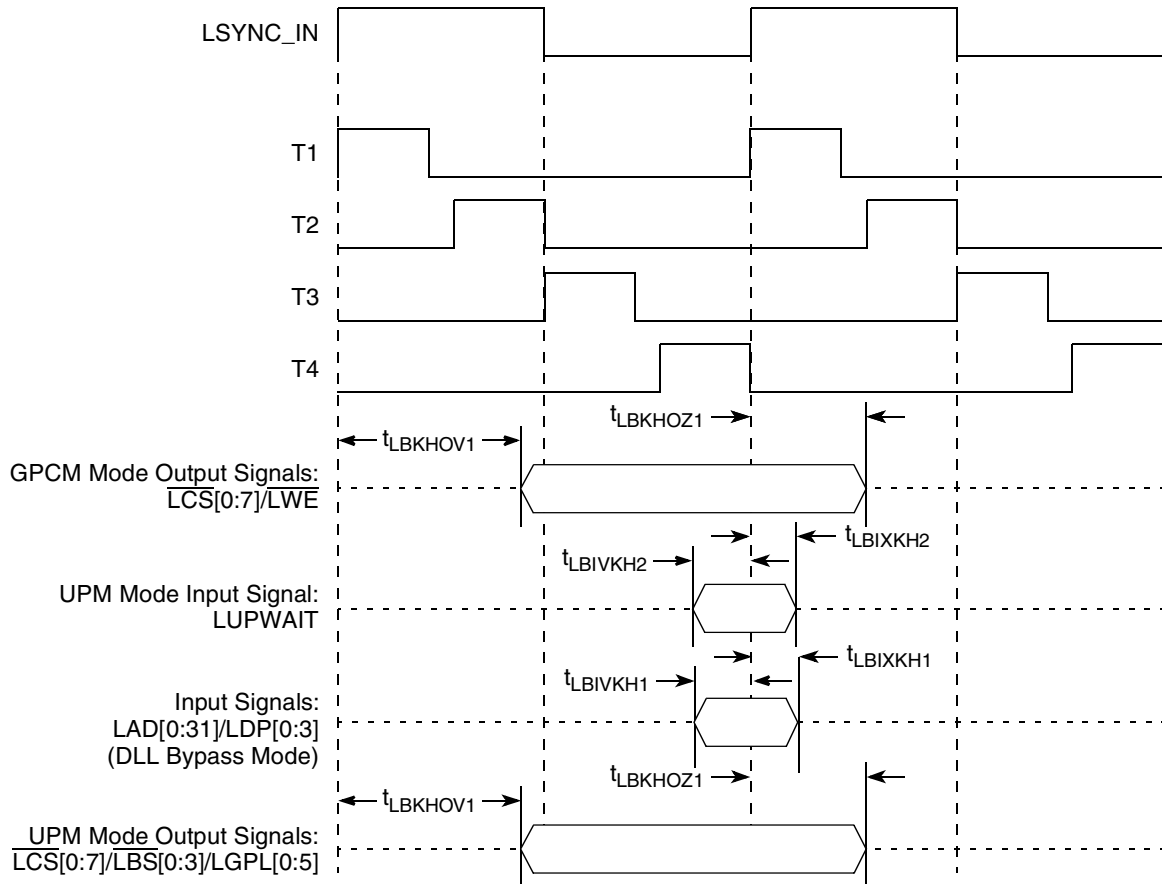 LSYNC_IN
T1
T2
T3
T4
tLBKHOZ1
tLBKHOV1
GPCM Mode Output Signals:
LCS[0:7]/LWE
tLBIXKH2
tLBIVKH2
UPM Mode Input Signal:
LUPWAIT
tLBIXKH1
tLBIVKH1
Input Signals:
LAD[0:31]/LDP[0:3]
(DLL Bypass Mode)
tLBKHOZ1
tLBKHOV1
UPM Mode Output Signals:
LCS[0:7]/LBS[0:3]/LGPL[0:5]